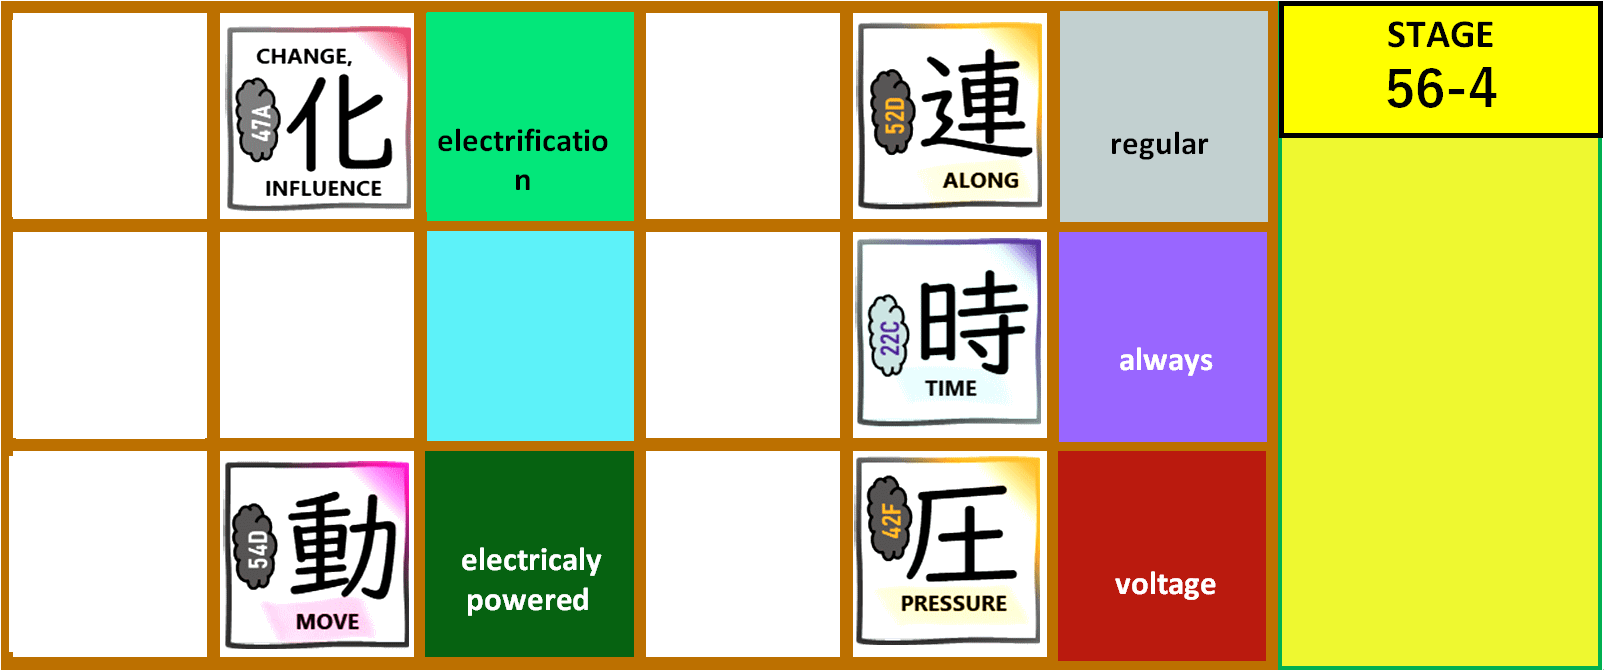 CHANGE,
47A
化
INFLUENCE
electrificatio
n
52D
連
ALONG
regular
STAGE
56-4
22C
時
TIME
always
54D
動
MOVE
electricaly
powered
42F
圧
PRESSURE
voltage